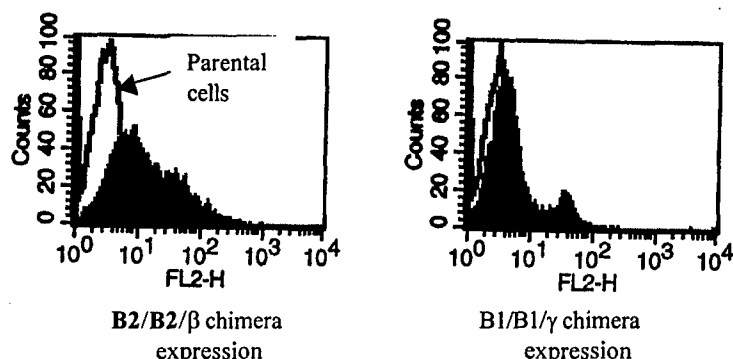 Parental
cells
Counts
0 20 40 60 80 100
10^0 10^1 10^2 10^3 10^4
FL2-H
B2/B2/β chimera
expression
Counts
0 20 40 60 80 100
10^0 10^1 10^2 10^3 10^4
FL2-H
B1/B1/γ chimera
expression